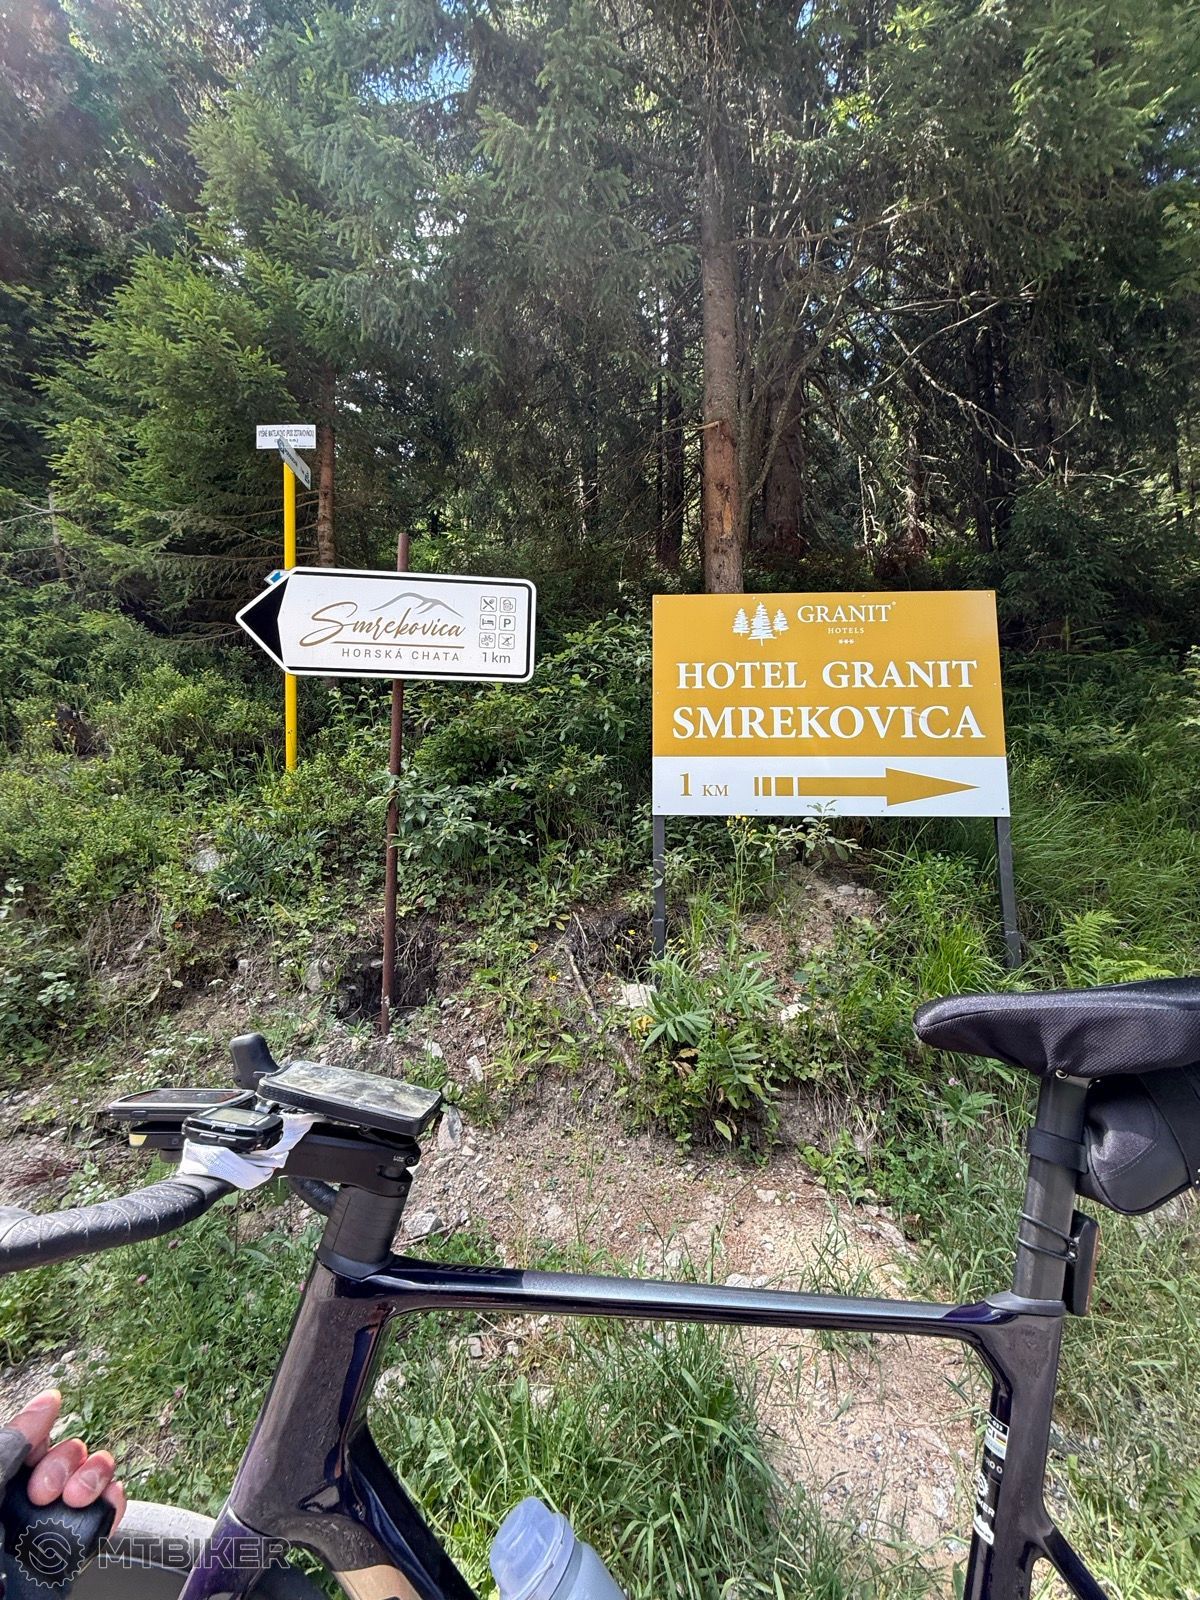 Smrekovica
HORSKÁ CHATA
P
1 km
GRANIT
HOTELS
HOTEL GRANIT
SMREKOVICA
1 KM
MTBIKER